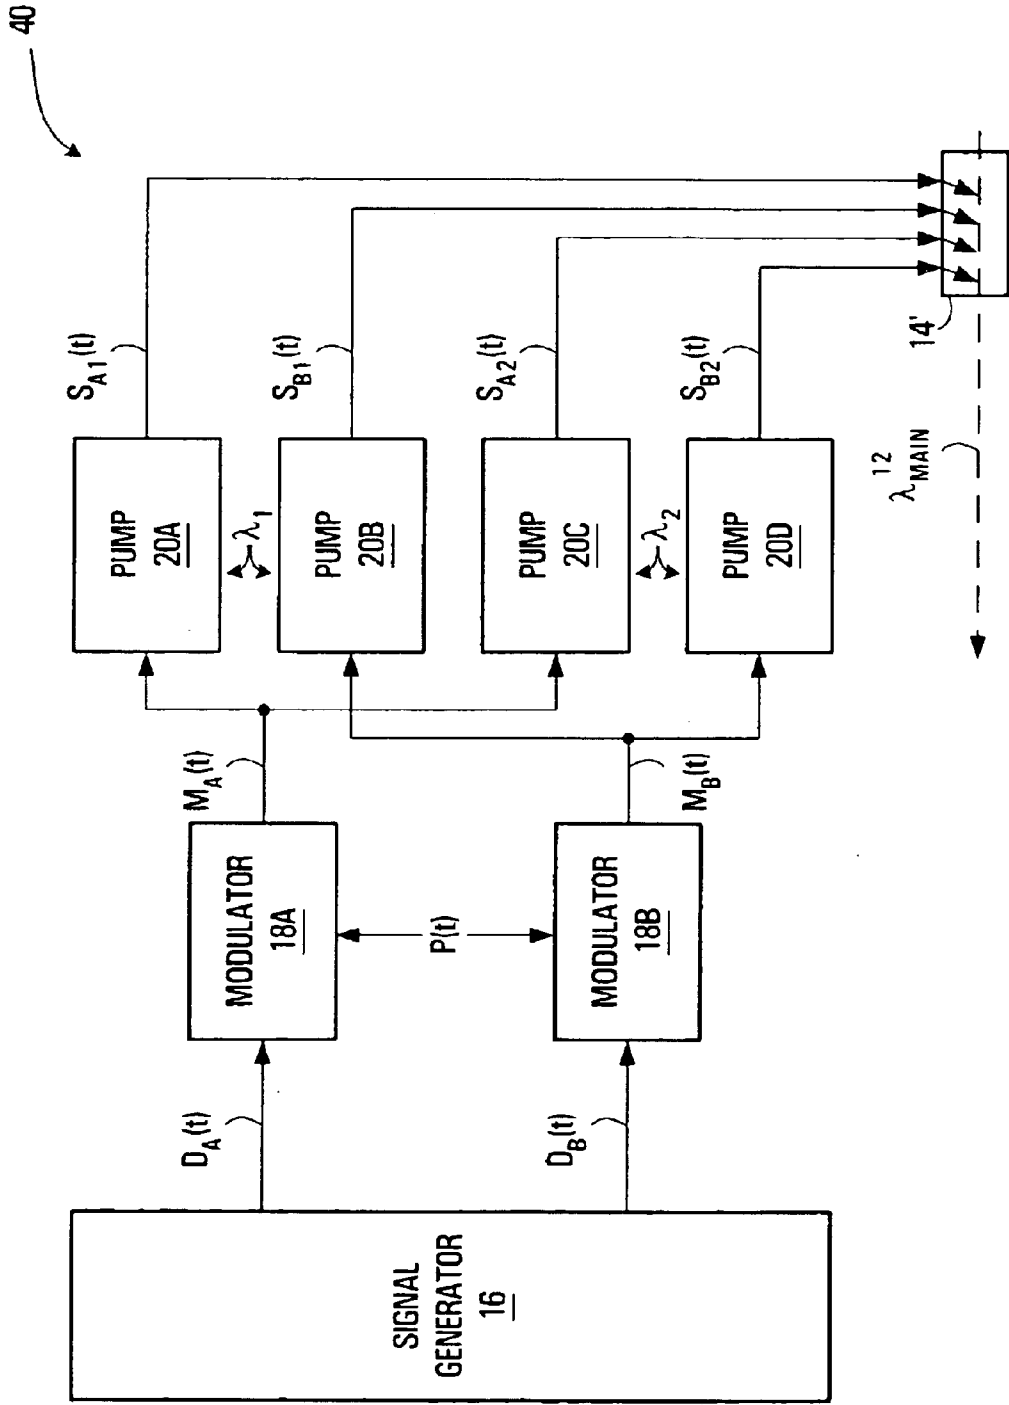 40
S_A1(t)
S_B1(t)
S_A2(t)
S_B2(t)
PUMP
20A
λ1
PUMP
20B
PUMP
20C
λ2
PUMP
20D
14'
12
λMAIN
M_A(t)
M_B(t)
MODULATOR
18A
P(t)
MODULATOR
18B
D_A(t)
D_B(t)
SIGNAL
GENERATOR
16